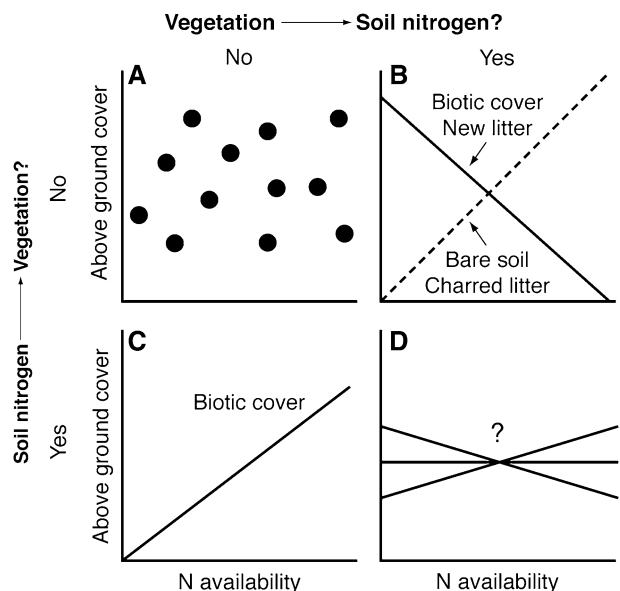 Vegetation → Soil nitrogen?
No
Yes
Soil nitrogen → Vegetation?
No
Yes
A
Above ground cover
B
Biotic cover
New litter
Bare soil
Charred litter
C
Above ground cover
Biotic cover
N availability
D
?
N availability